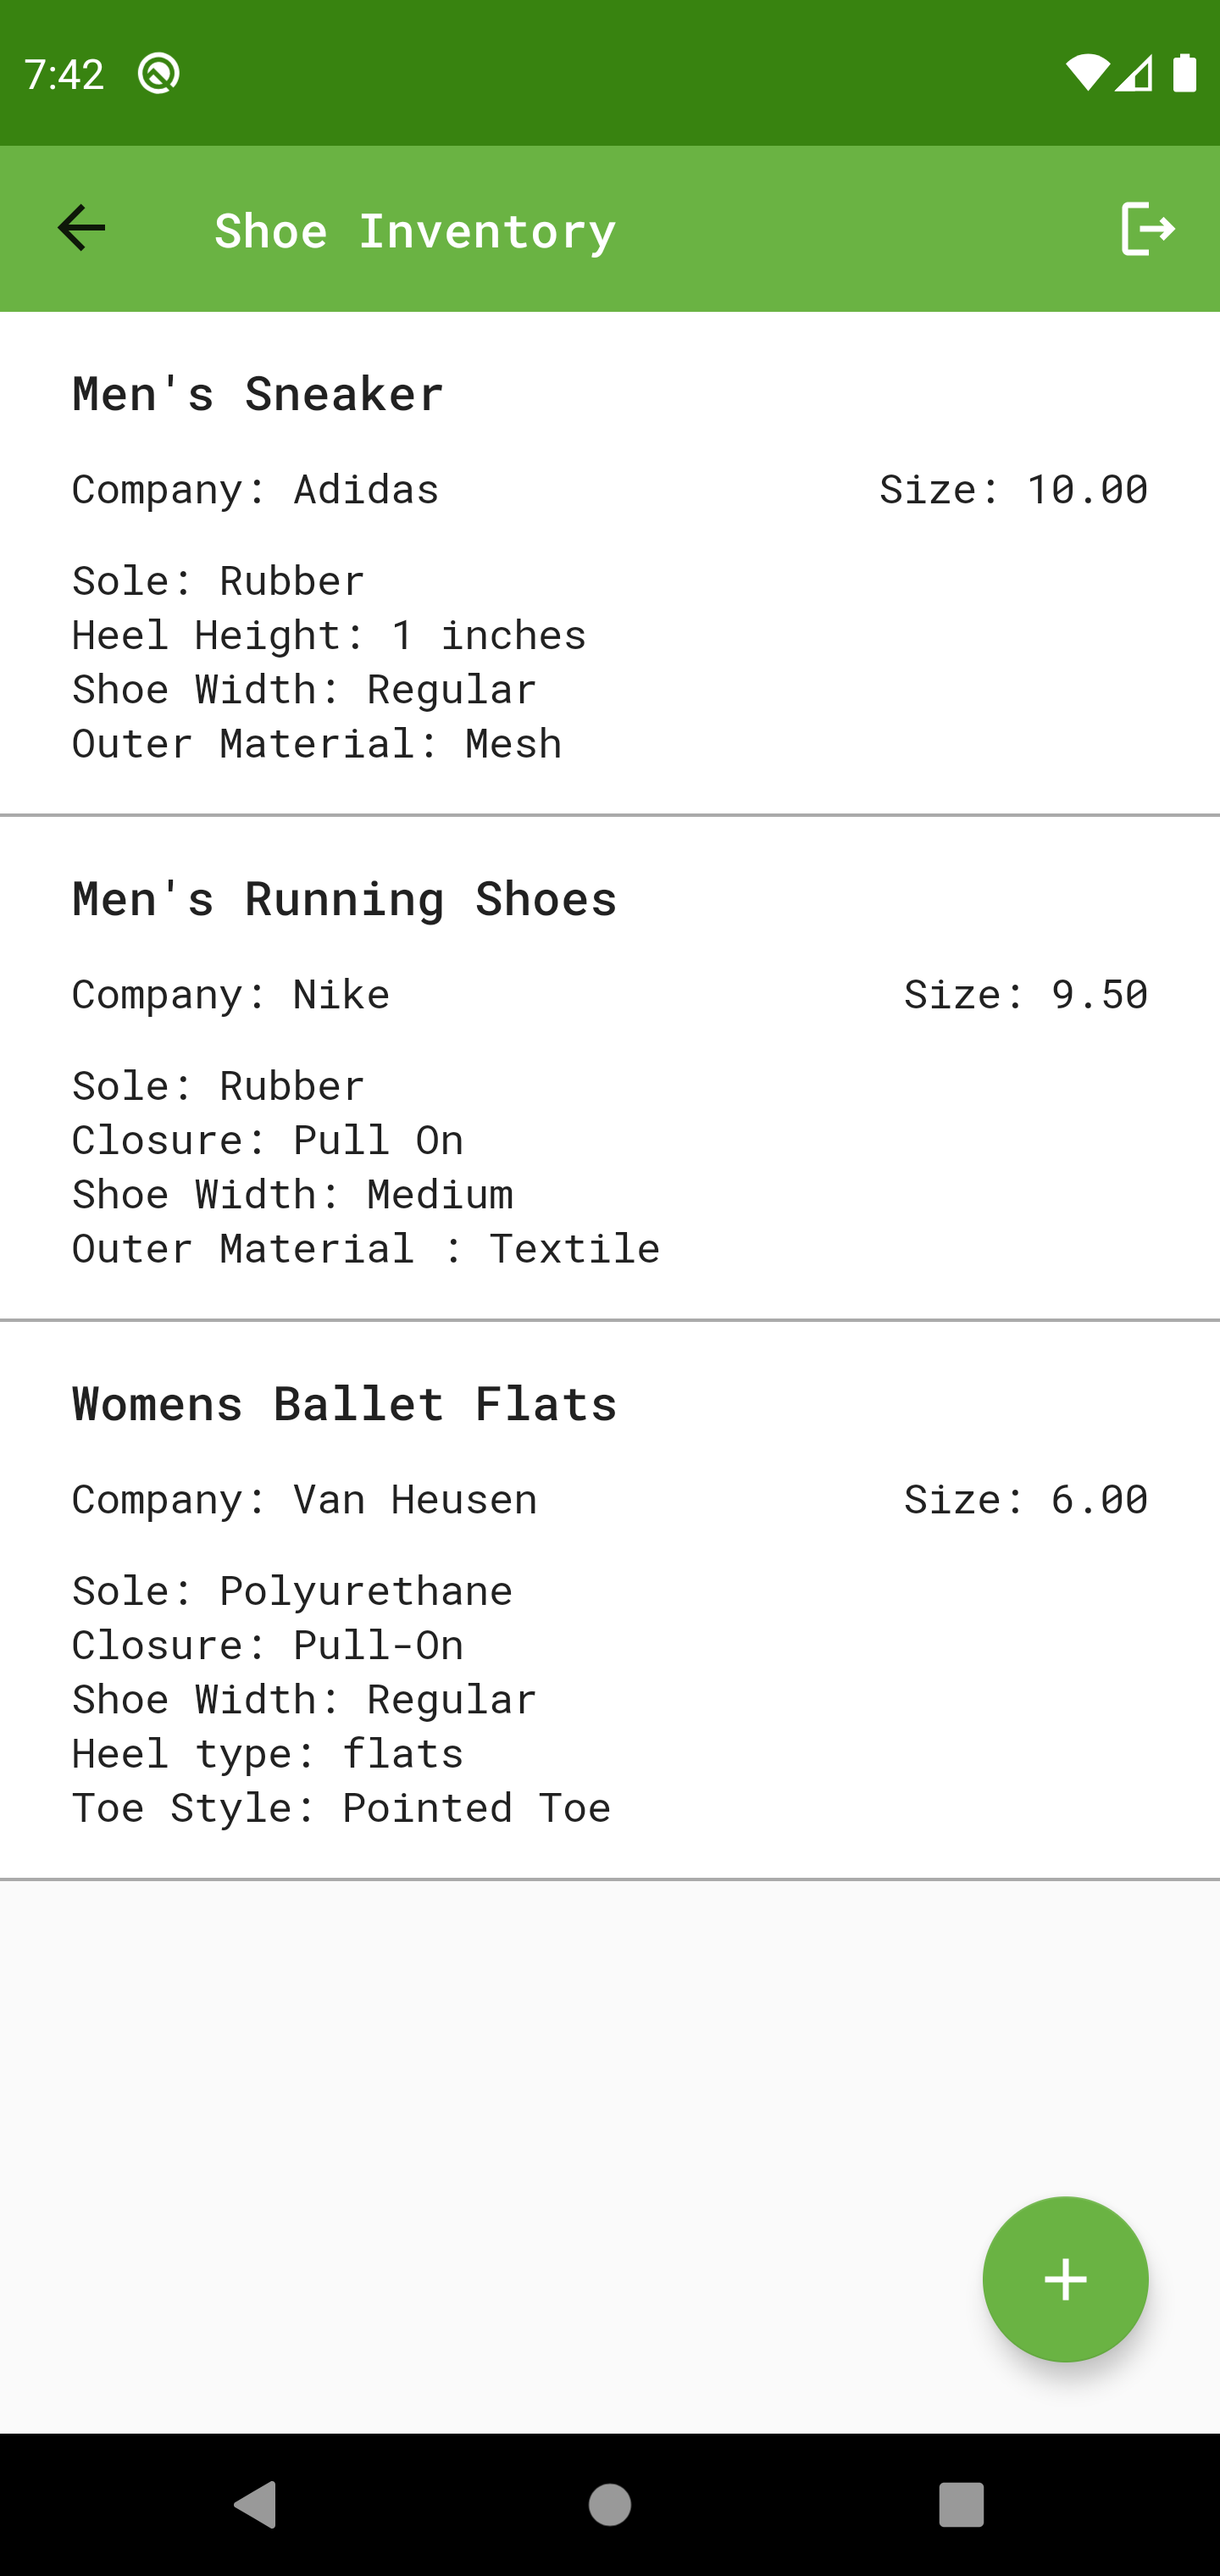 7:42
Shoe Inventory
Men's Sneaker
Company: Adidas Size: 10.00
Sole: Rubber
Heel Height: 1 inches
Shoe Width: Regular
Outer Material: Mesh
Men's Running Shoes
Company: Nike Size: 9.50
Sole: Rubber
Closure: Pull On
Shoe Width: Medium
Outer Material : Textile
Womens Ballet Flats
Company: Van Heusen Size: 6.00
Sole: Polyurethane
Closure: Pull-On
Shoe Width: Regular
Heel type: flats
Toe Style: Pointed Toe